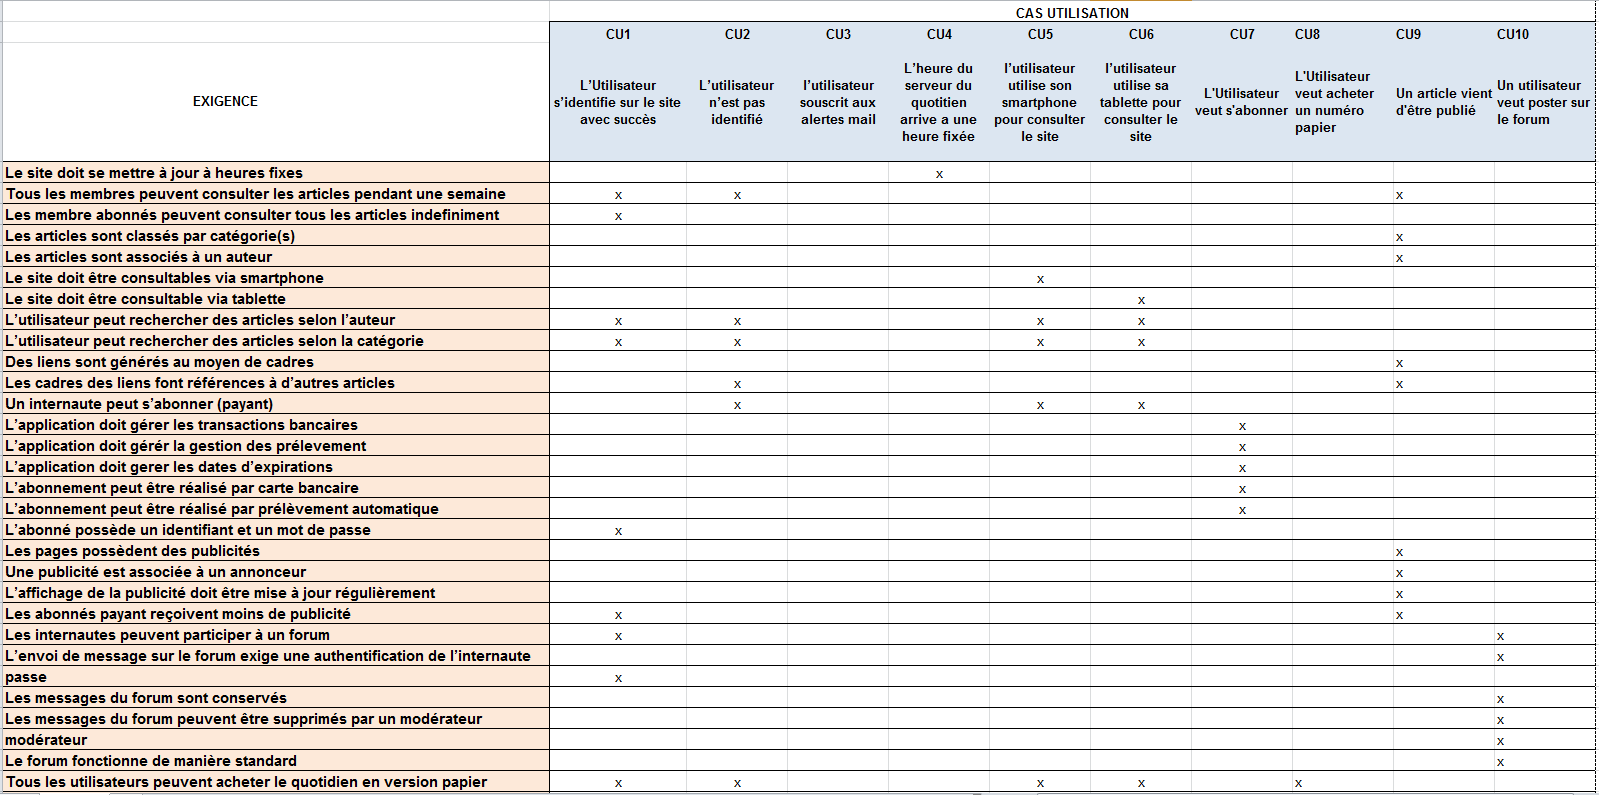 CAS UTILISATION
CU1 CU2 CU3 CU4 CU5 CU6 CU7 CU8 CU9 CU10
EXIGENCE
L’Utilisateur
s’identifie sur le site
avec succès
L’utilisateur
n’est pas
identifié
l’utilisateur
souscrit aux
alertes mail
L’heure du
serveur du
quotitien
arrive a une
heure fixée
l’utilisateur
utilise son
smartphone
pour consulter
le site
l’utilisateur
utilise sa
tablette pour
consulter le
site
L'Utilisateur
veut s'abonner
L'Utilisateur
veut acheter
un numéro
papier
Un article vient
d'être publié
Un utilisateur
veut poster sur
le forum
Le site doit se mettre à jour à heures fixes x
Tous les membres peuvent consulter les articles pendant une semaine x x x
Les membre abonnés peuvent consulter tous les articles indefiniment x
Les articles sont classés par catégorie(s) x
Les articles sont associés à un auteur x
Le site doit être consultables via smartphone x
Le site doit être consultable via tablette x
L’utilisateur peut rechercher des articles selon l’auteur x x x x
L’utilisateur peut rechercher des articles selon la catégorie x x x x
Des liens sont générés au moyen de cadres x
Les cadres des liens font références à d’autres articles x x
Un internaute peut s’abonner (payant) x x x
L’application doit gérer les transactions bancaires x
L’application doit gérér la gestion des prélevement x
L’application doit gerer les dates d’expirations x
L’abonnement peut être réalisé par carte bancaire x
L’abonnement peut être réalisé par prélèvement automatique x
L’abonné possède un identifiant et un mot de passe x
Les pages possèdent des publicités x
Une publicité est associée à un annonceur x
L’affichage de la publicité doit être mise à jour régulièrement x
Les abonnés payant reçoivent moins de publicité x x
Les internautes peuvent participer à un forum x x
L’envoi de message sur le forum exige une authentification de l’internaute x
passe x
Les messages du forum sont conservés x
Les messages du forum peuvent être supprimés par un modérateur x
modérateur x
Le forum fonctionne de manière standard x
Tous les utilisateurs peuvent acheter le quotidien en version papier x x x x x